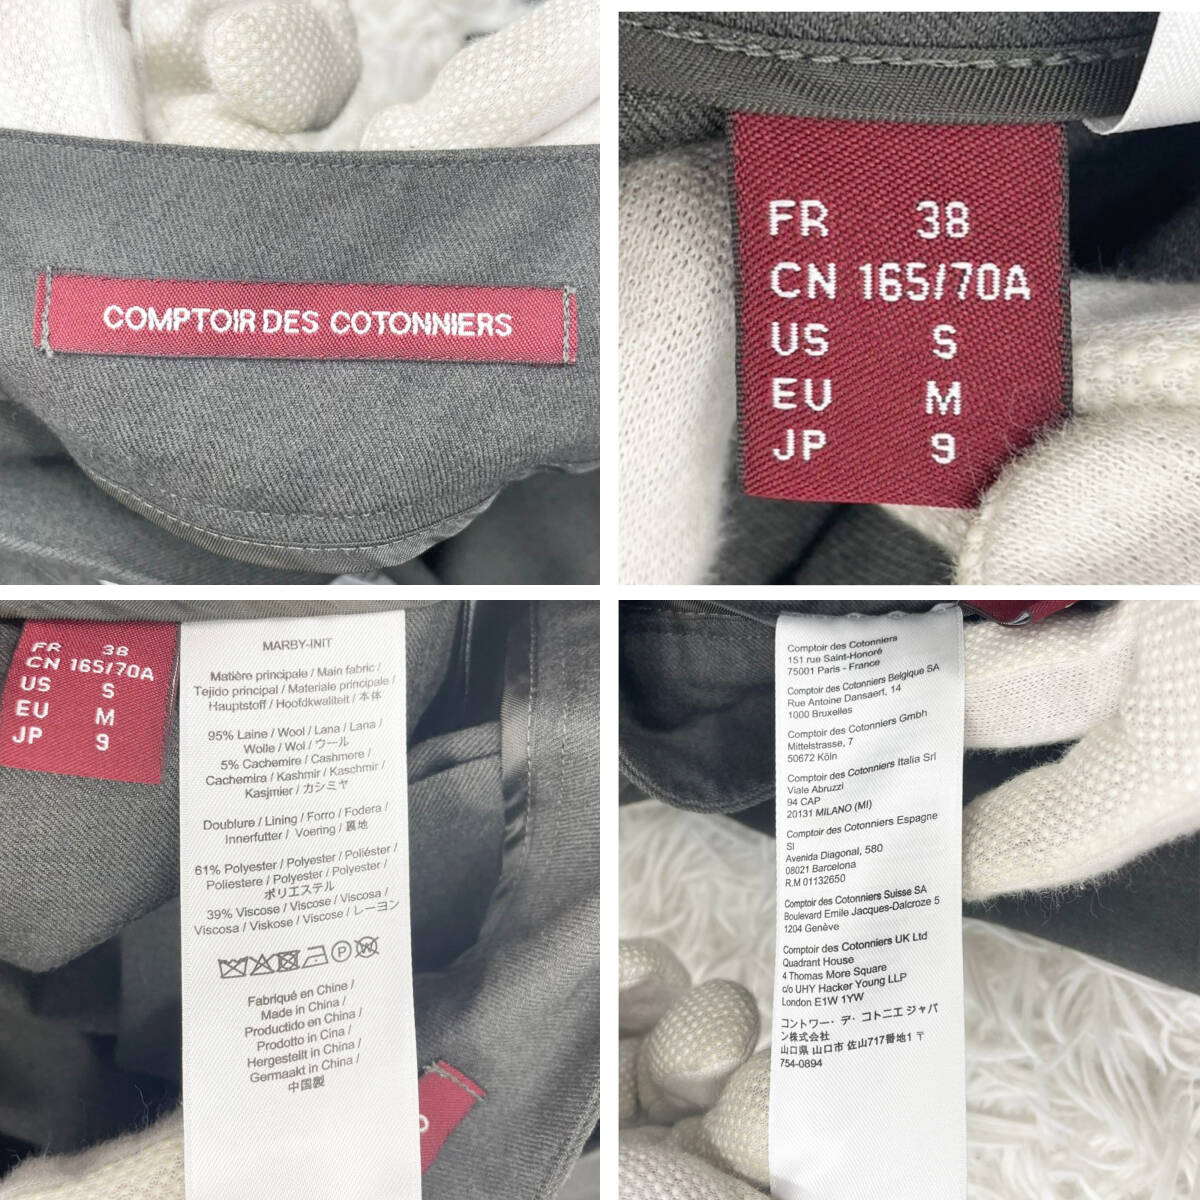 COMPTOIR DES COTONNIERS
FR 38
CN 165/70A
US S
EU M
JP 9
FR 38
CN 165/70A
US S
EU M
JP 9
MARBY-INIT
Matière principale / Main fabric /
Tejido principal / Materiale principale /
Hauptstoff / Hoofdkwaliteit / 本体
95% Laine / Wool / Lana / Lana /
Wolle / Wol / ウール
5% Cachemire / Cashmere /
Cachemira / Kashmir / Kaschmir /
Kasjmier / カシミヤ
Doublure / Lining / Forro / Fodera /
Innerfutter / Voering / 裏地
61% Polyester / Polyester / Poliéster /
Poliestere / Polyester / Polyester /
ポリエステル
39% Viscose / Viscose / Viscosa /
Viscosa / Viskose / Viscose / レーヨン
P W
Fabriqué en Chine /
Made in China /
Producido en China /
Prodotto in Cina /
Hergestellt in China /
Germaakt in China /
中国製
Comptoir des Cotonniers
151 rue Saint-Honoré
75001 Paris - France
Comptoir des Cotonniers Belgique SA
Rue Antoine Dansaert, 14
1000 Bruxelles
Comptoir des Cotonniers Gmbh
Mittelstrasse, 7
50672 Köln
Comptoir des Cotonniers Italia Srl
Viale Abruzzi
94 CAP
20131 MILANO (MI)
Comptoir des Cotonniers Espagne
Sl
Avenida Diagonal, 580
08021 Barcelona
R.M 01132650
Comptoir des Cotonniers Suisse SA
Boulevard Emile Jacques-Dalcroze 5
1204 Genêve
Comptoir des Cotonniers UK Ltd
Quadrant House
4 Thomas More Square
c/o UHY Hacker Young LLP
London E1W 1YW
コントワー・デ・コトニエ ジャパ
ン株式会社
山口県 山口市 佐山717番地1 〒
754-0894